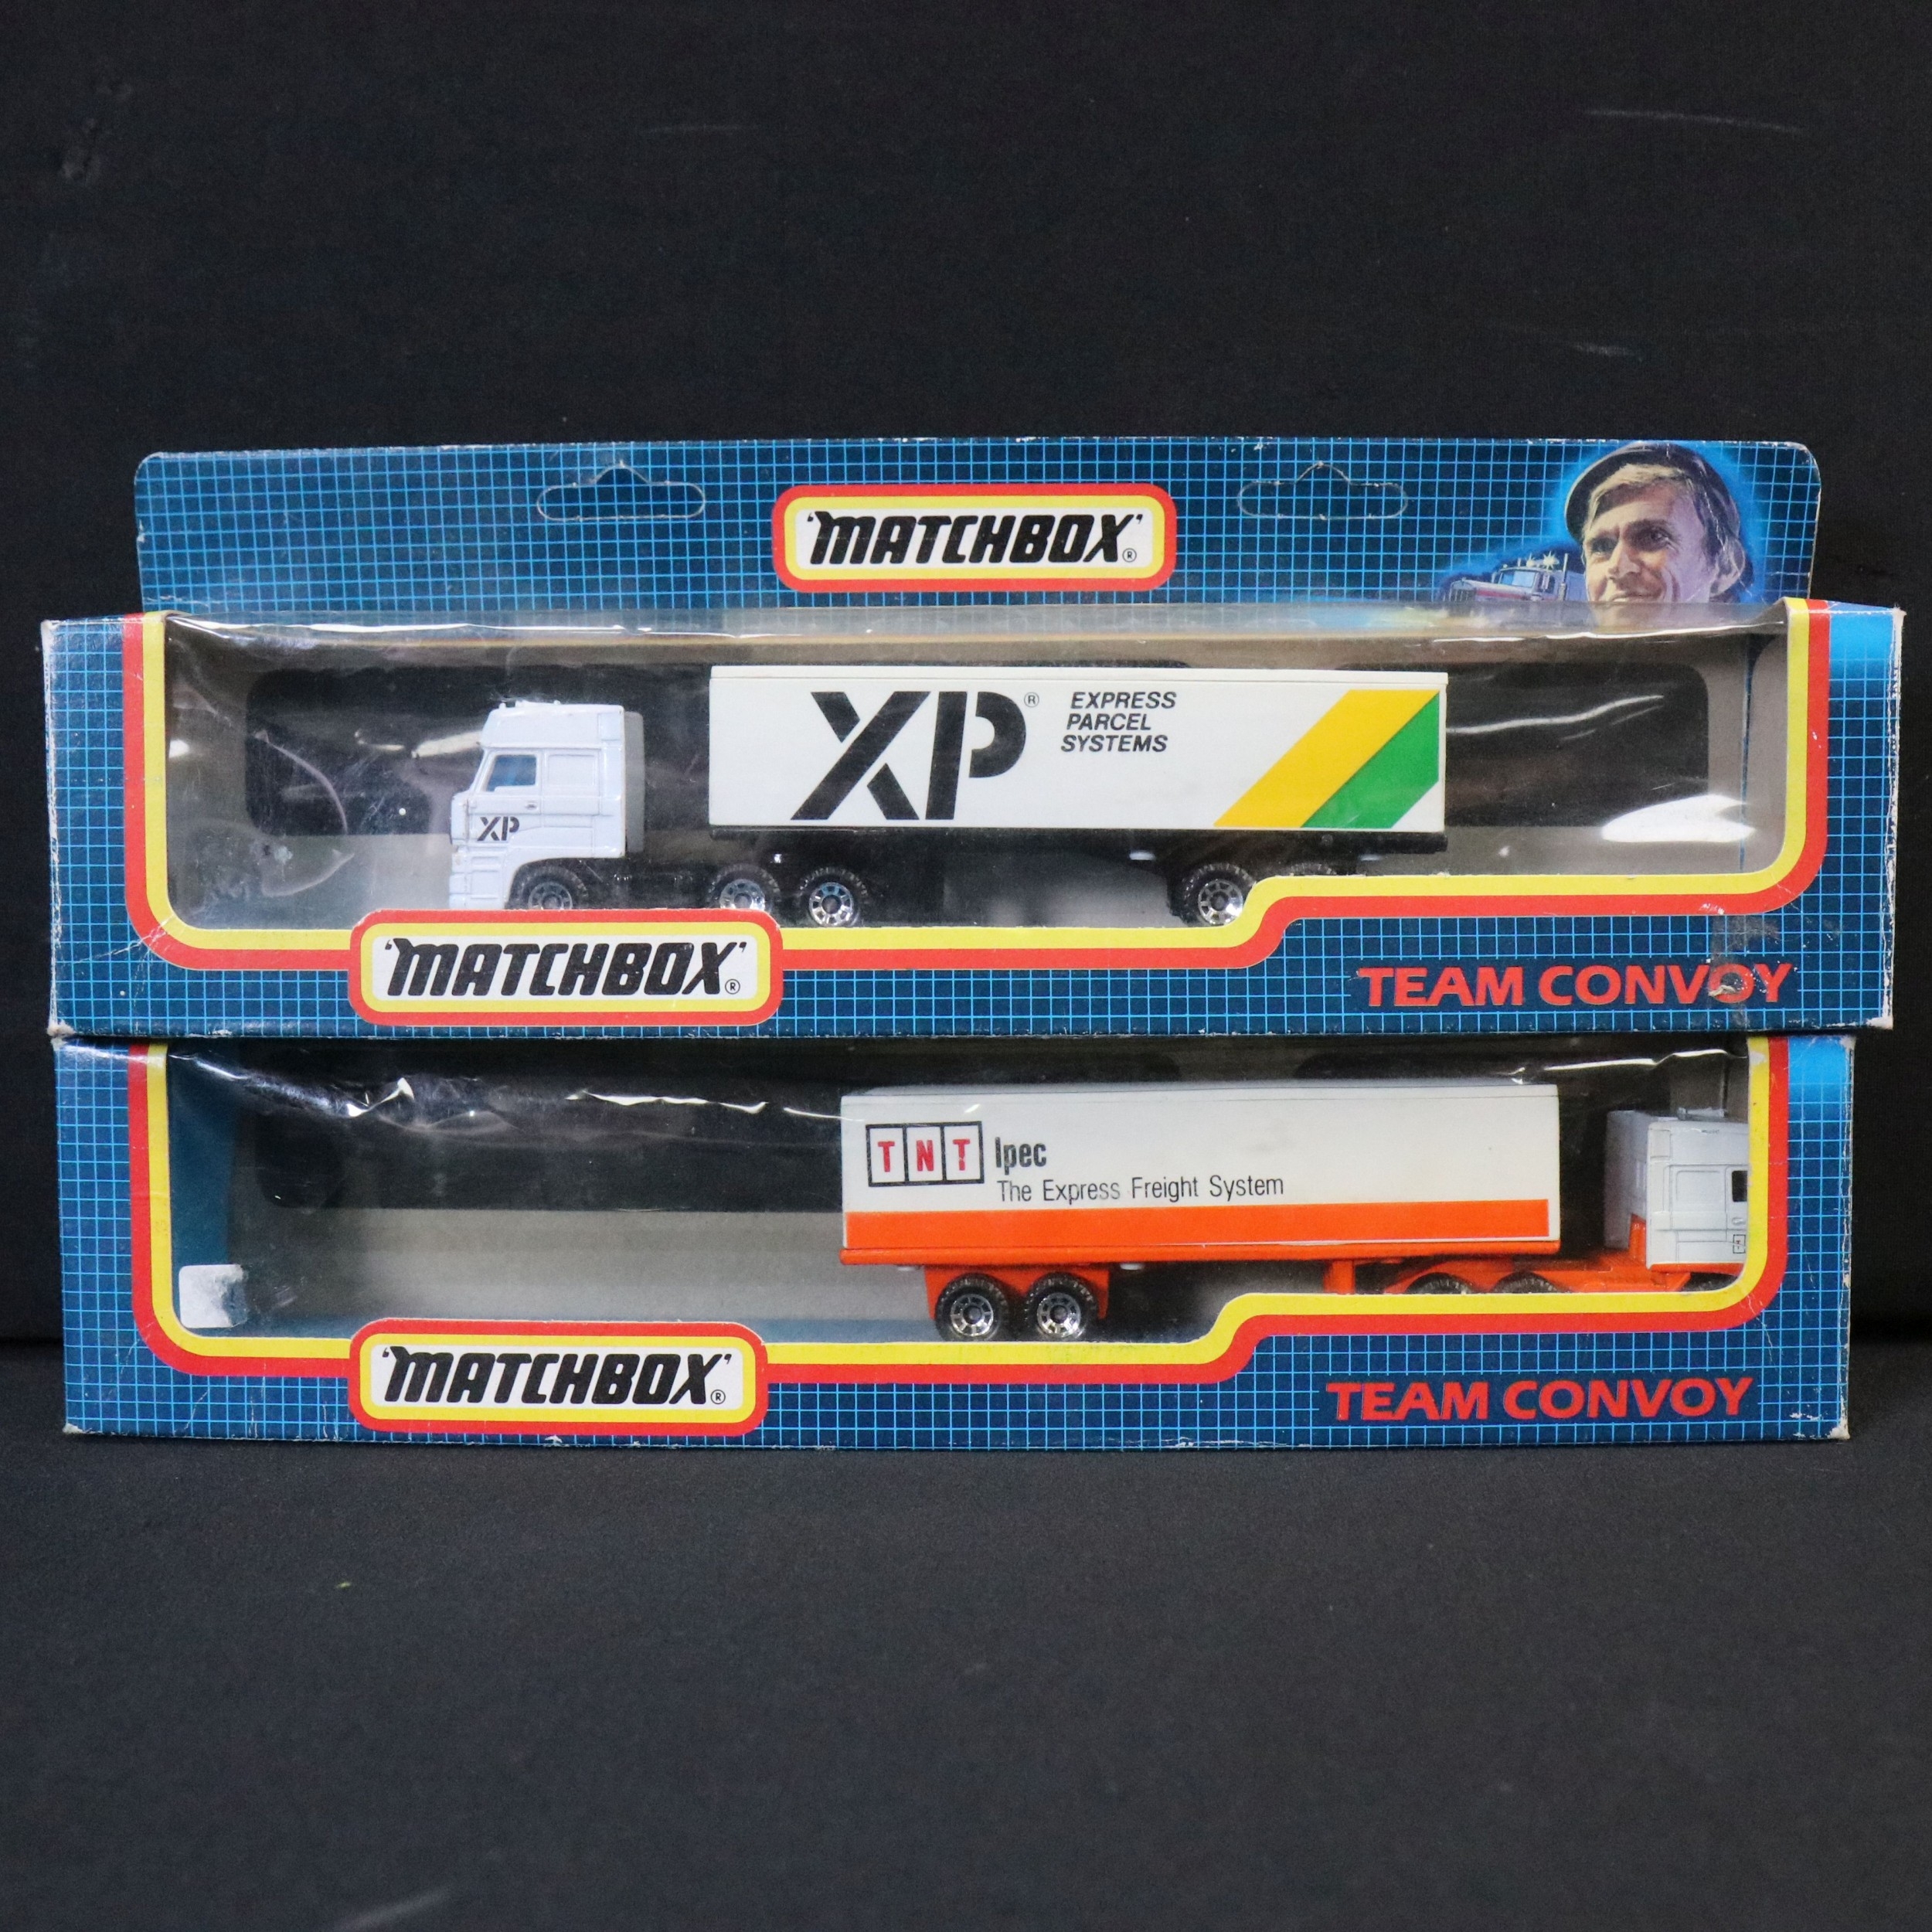 'MATCHBOX'®
XP® EXPRESS
PARCEL
SYSTEMS
XP
'MATCHBOX'®
TEAM CONVOY
TNT Ipec
The Express Freight System
'MATCHBOX'®
TEAM CONVOY